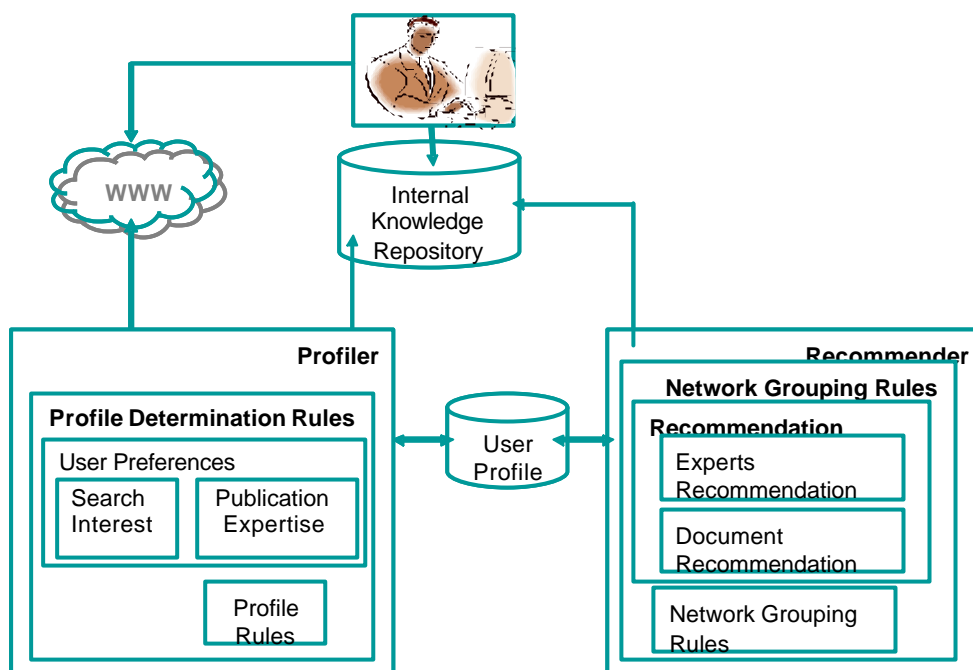 WWW
Internal
Knowledge
Repository
Profiler
Profile Determination Rules
User Preferences
Search
Interest
Publication
Expertise
Profile
Rules
User
Profile
Recommender
Network Grouping Rules
Recommendation
Experts
Recommendation
Document
Recommendation
Network Grouping
Rules